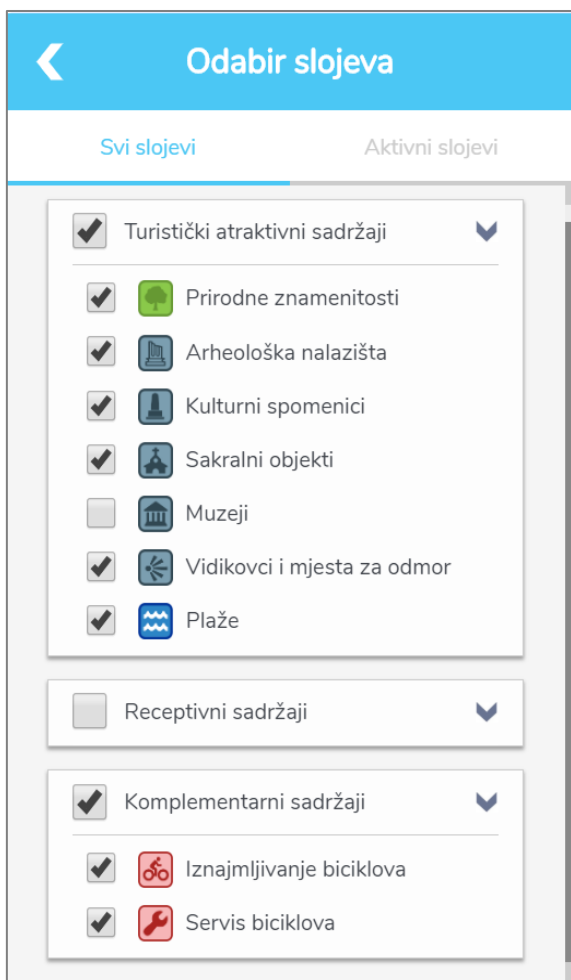 Odabir slojeva
Svi slojevi
Aktivni slojevi
Turistički atraktivni sadržaji
Prirodne znamenitosti
Arheološka nalazišta
Kulturni spomenici
Sakralni objekti
Muzeji
Vidikovci i mjesta za odmor
Plaže
Receptivni sadržaji
Komplementarni sadržaji
Iznajmljivanje biciklova
Servis biciklova